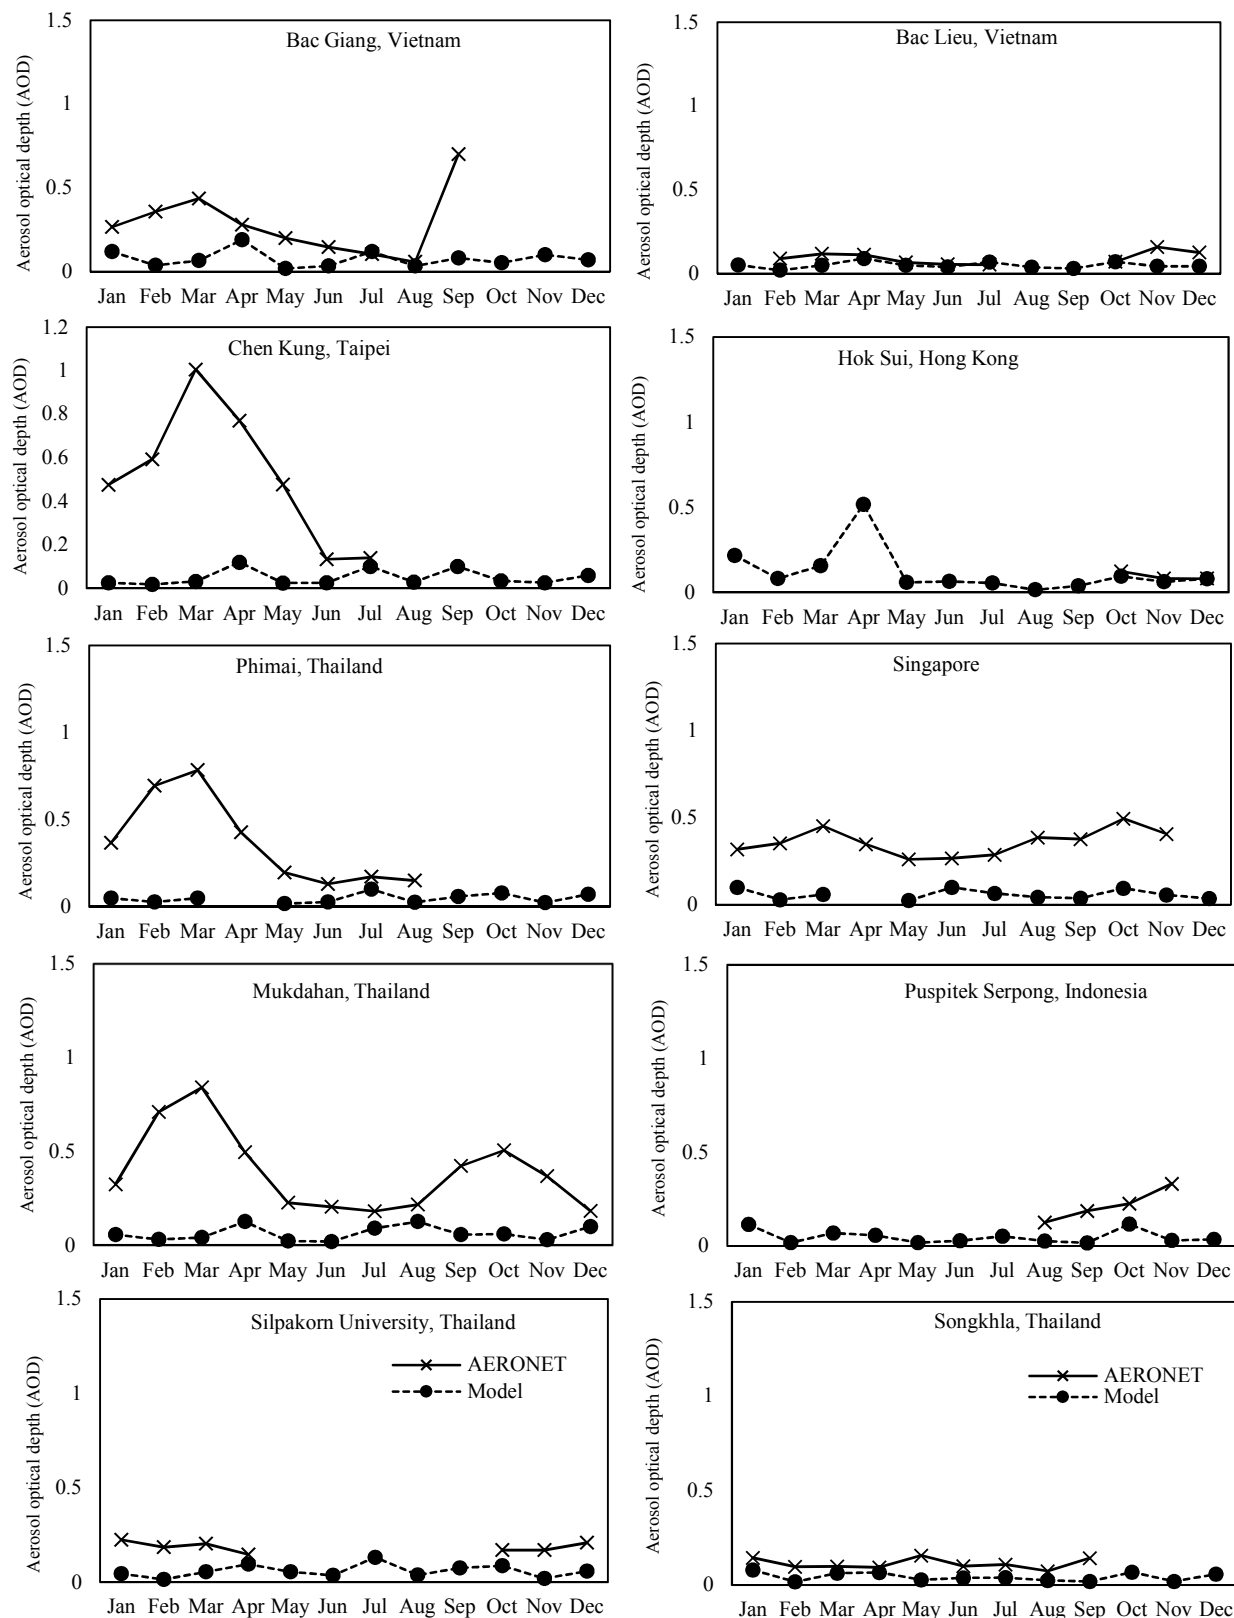 Bac Giang, Vietnam
Aerosol optical depth (AOD)
1.5
1
0.5
0
Jan Feb Mar Apr May Jun Jul Aug Sep Oct Nov Dec
Bac Lieu, Vietnam
Aerosol optical depth (AOD)
1.5
1
0.5
0
Jan Feb Mar Apr May Jun Jul Aug Sep Oct Nov Dec
Chen Kung, Taipei
Aerosol optical depth (AOD)
1.2
1
0.8
0.6
0.4
0.2
0
Jan Feb Mar Apr May Jun Jul Aug Sep Oct Nov Dec
Hok Sui, Hong Kong
Aerosol optical depth (AOD)
1.5
1
0.5
0
Jan Feb Mar Apr May Jun Jul Aug Sep Oct Nov Dec
Phimai, Thailand
Aerosol optical depth (AOD)
1.5
1
0.5
0
Jan Feb Mar Apr May Jun Jul Aug Sep Oct Nov Dec
Singapore
Aerosol optical depth (AOD)
1.5
1
0.5
0
Jan Feb Mar Apr May Jun Jul Aug Sep Oct Nov Dec
Mukdahan, Thailand
Aerosol optical depth (AOD)
1.5
1
0.5
0
Jan Feb Mar Apr May Jun Jul Aug Sep Oct Nov Dec
Puspitek Serpong, Indonesia
Aerosol optical depth (AOD)
1.5
1
0.5
0
Jan Feb Mar Apr May Jun Jul Aug Sep Oct Nov Dec
Silpakorn University, Thailand
AERONET
Model
Aerosol optical depth (AOD)
1.5
1
0.5
0
Jan Feb Mar Apr May Jun Jul Aug Sep Oct Nov Dec
Songkhla, Thailand
AERONET
Model
Aerosol optical depth (AOD)
1.5
1
0.5
0
Jan Feb Mar Apr May Jun Jul Aug Sep Oct Nov Dec